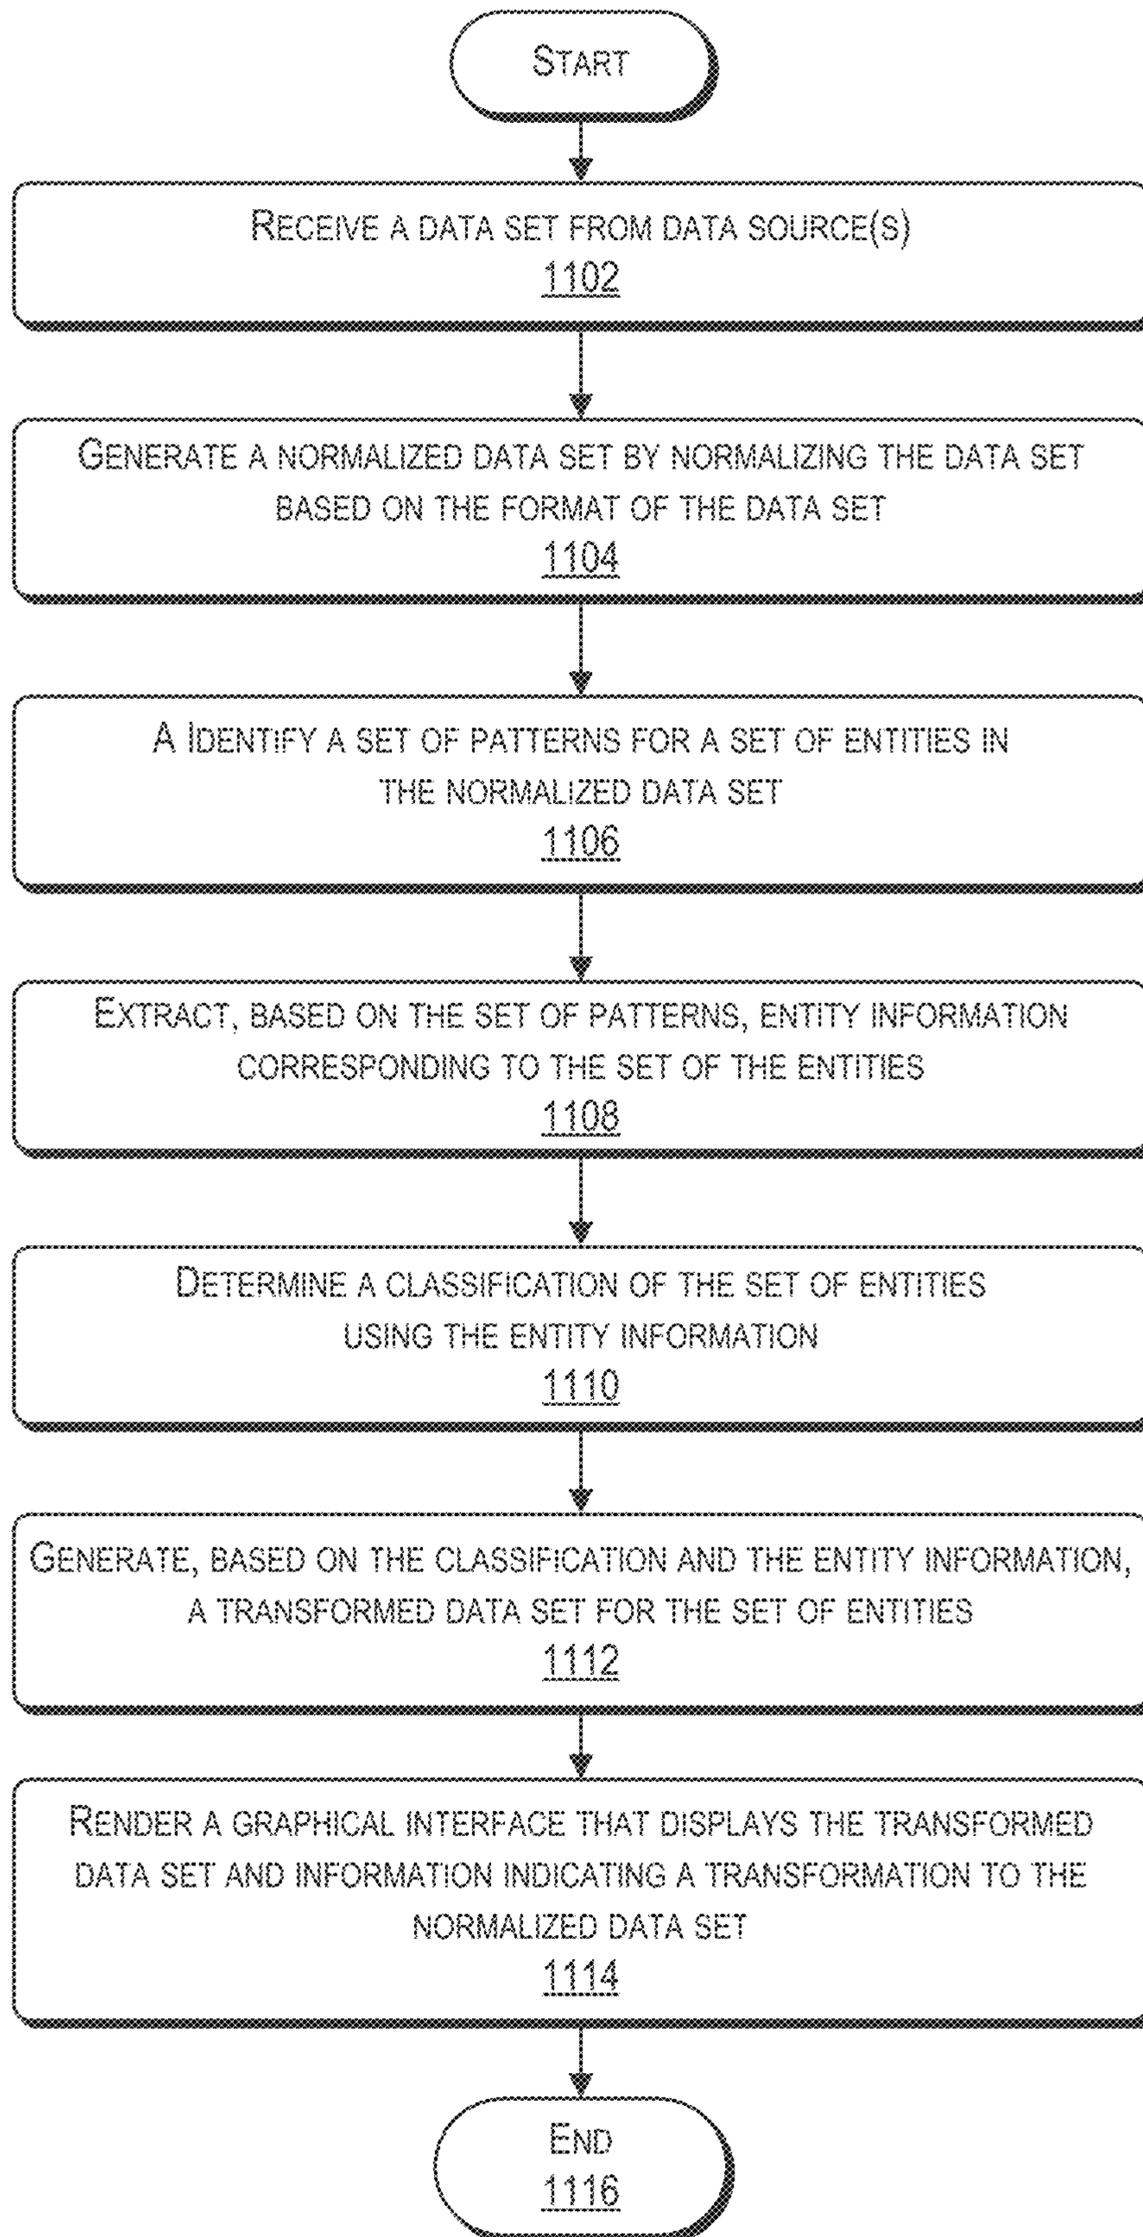 START
RECEIVE A DATA SET FROM DATA SOURCE(S)
1102
GENERATE A NORMALIZED DATA SET BY NORMALIZING THE DATA SET
BASED ON THE FORMAT OF THE DATA SET
1104
A IDENTIFY A SET OF PATTERNS FOR A SET OF ENTITIES IN
THE NORMALIZED DATA SET
1106
EXTRACT, BASED ON THE SET OF PATTERNS, ENTITY INFORMATION
CORRESPONDING TO THE SET OF THE ENTITIES
1108
DETERMINE A CLASSIFICATION OF THE SET OF ENTITIES
USING THE ENTITY INFORMATION
1110
GENERATE, BASED ON THE CLASSIFICATION AND THE ENTITY INFORMATION,
A TRANSFORMED DATA SET FOR THE SET OF ENTITIES
1112
RENDER A GRAPHICAL INTERFACE THAT DISPLAYS THE TRANSFORMED
DATA SET AND INFORMATION INDICATING A TRANSFORMATION TO THE
NORMALIZED DATA SET
1114
END
1116